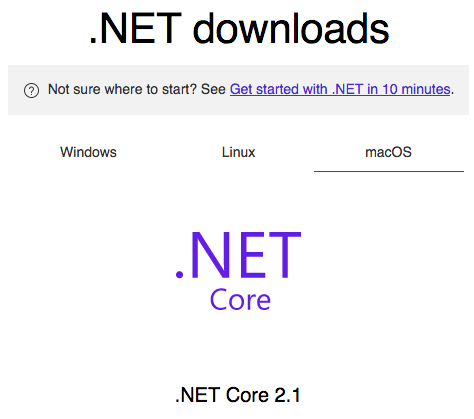 .NET downloads
Not sure where to start? See Get started with .NET in 10 minutes.
Windows
Linux
macOS
.NET
Core
.NET Core 2.1